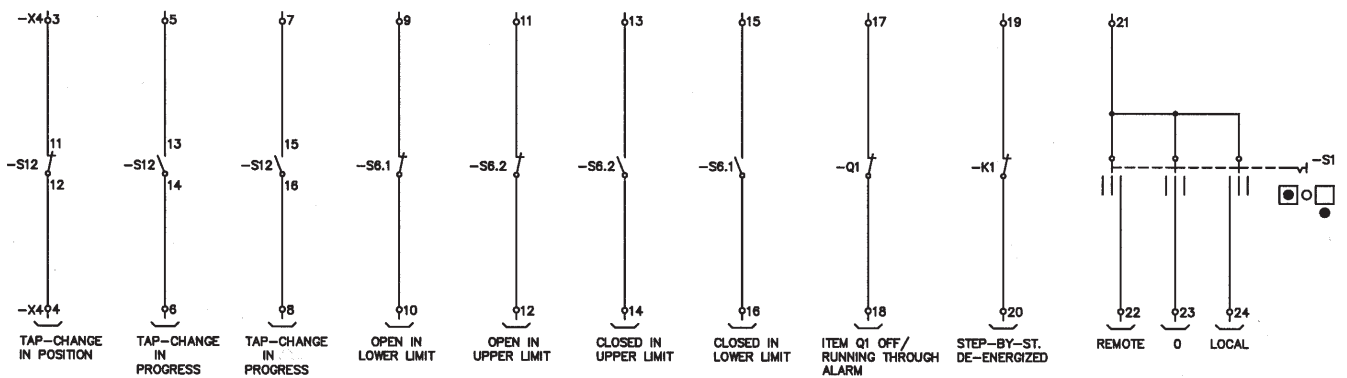 -X4 3 5 7 9 11 13 15 17 19 21
11 13 15
-S12 -S12 -S12 -S6.1 -S6.2 -S6.2 -S6.1 -Q1 -K1 -S1
12 14 16
-X4 4 6 8 10 12 14 16 18 20 22 23 24
TAP-CHANGE
IN POSITION
TAP-CHANGE
IN
PROGRESS
TAP-CHANGE
IN
PROGRESS
OPEN IN
LOWER LIMIT
OPEN IN
UPPER LIMIT
CLOSED IN
UPPER LIMIT
CLOSED IN
LOWER LIMIT
ITEM Q1 OFF/
RUNNING THROUGH
ALARM
STEP-BY-ST.
DE-ENERGIZED
REMOTE
0
LOCAL